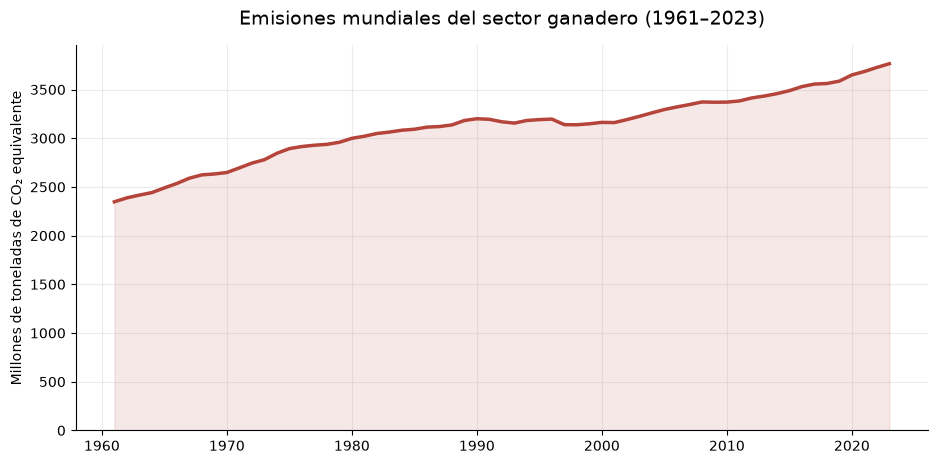 Emisiones mundiales del sector ganadero (1961–2023)
Millones de toneladas de CO₂ equivalente
3500
3000
2500
2000
1500
1000
500
0
1960 1970 1980 1990 2000 2010 2020